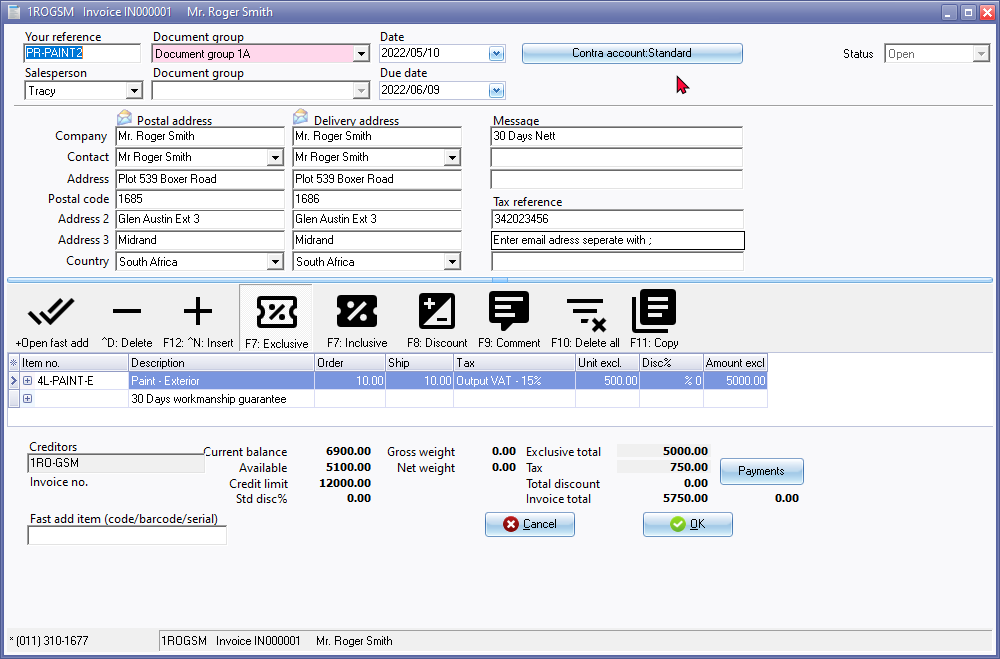 1ROGSM Invoice IN000001 Mr. Roger Smith
Your reference Document group Date
PR-PAINT2 Document group 1A 2022/05/10 Contra account:Standard Status Open
Salesperson Document group Due date
Tracy 2022/06/09
Postal address Delivery address Message
Company Mr. Roger Smith Mr. Roger Smith 30 Days Nett
Contact Mr Roger Smith Mr Roger Smith
Address Plot 539 Boxer Road Plot 539 Boxer Road
Postal code 1685 1686 Tax reference
Address 2 Glen Austin Ext 3 Glen Austin Ext 3 342023456
Address 3 Midrand Midrand Enter email adress seperate with ;
Country South Africa South Africa
+Open fast add ^D: Delete F12: ^N: Insert F7: Exclusive F7: Inclusive F8: Discount F9: Comment F10: Delete all F11: Copy
Item no. Description Order Ship Tax Unit excl. Disc% Amount excl
4L-PAINT-E Paint - Exterior 10.00 10.00 Output VAT - 15% 500.00 % 0 5000.00
30 Days workmanship guarantee
Creditors Current balance 6900.00 Gross weight 0.00 Exclusive total 5000.00
1RO-GSM Available 5100.00 Net weight 0.00 Tax 750.00 Payments
Invoice no. Credit limit 12000.00 Total discount 0.00
Std disc% 0.00 Invoice total 5750.00 0.00
Fast add item (code/barcode/serial) Cancel OK
* (011) 310-1677 1ROGSM Invoice IN000001 Mr. Roger Smith